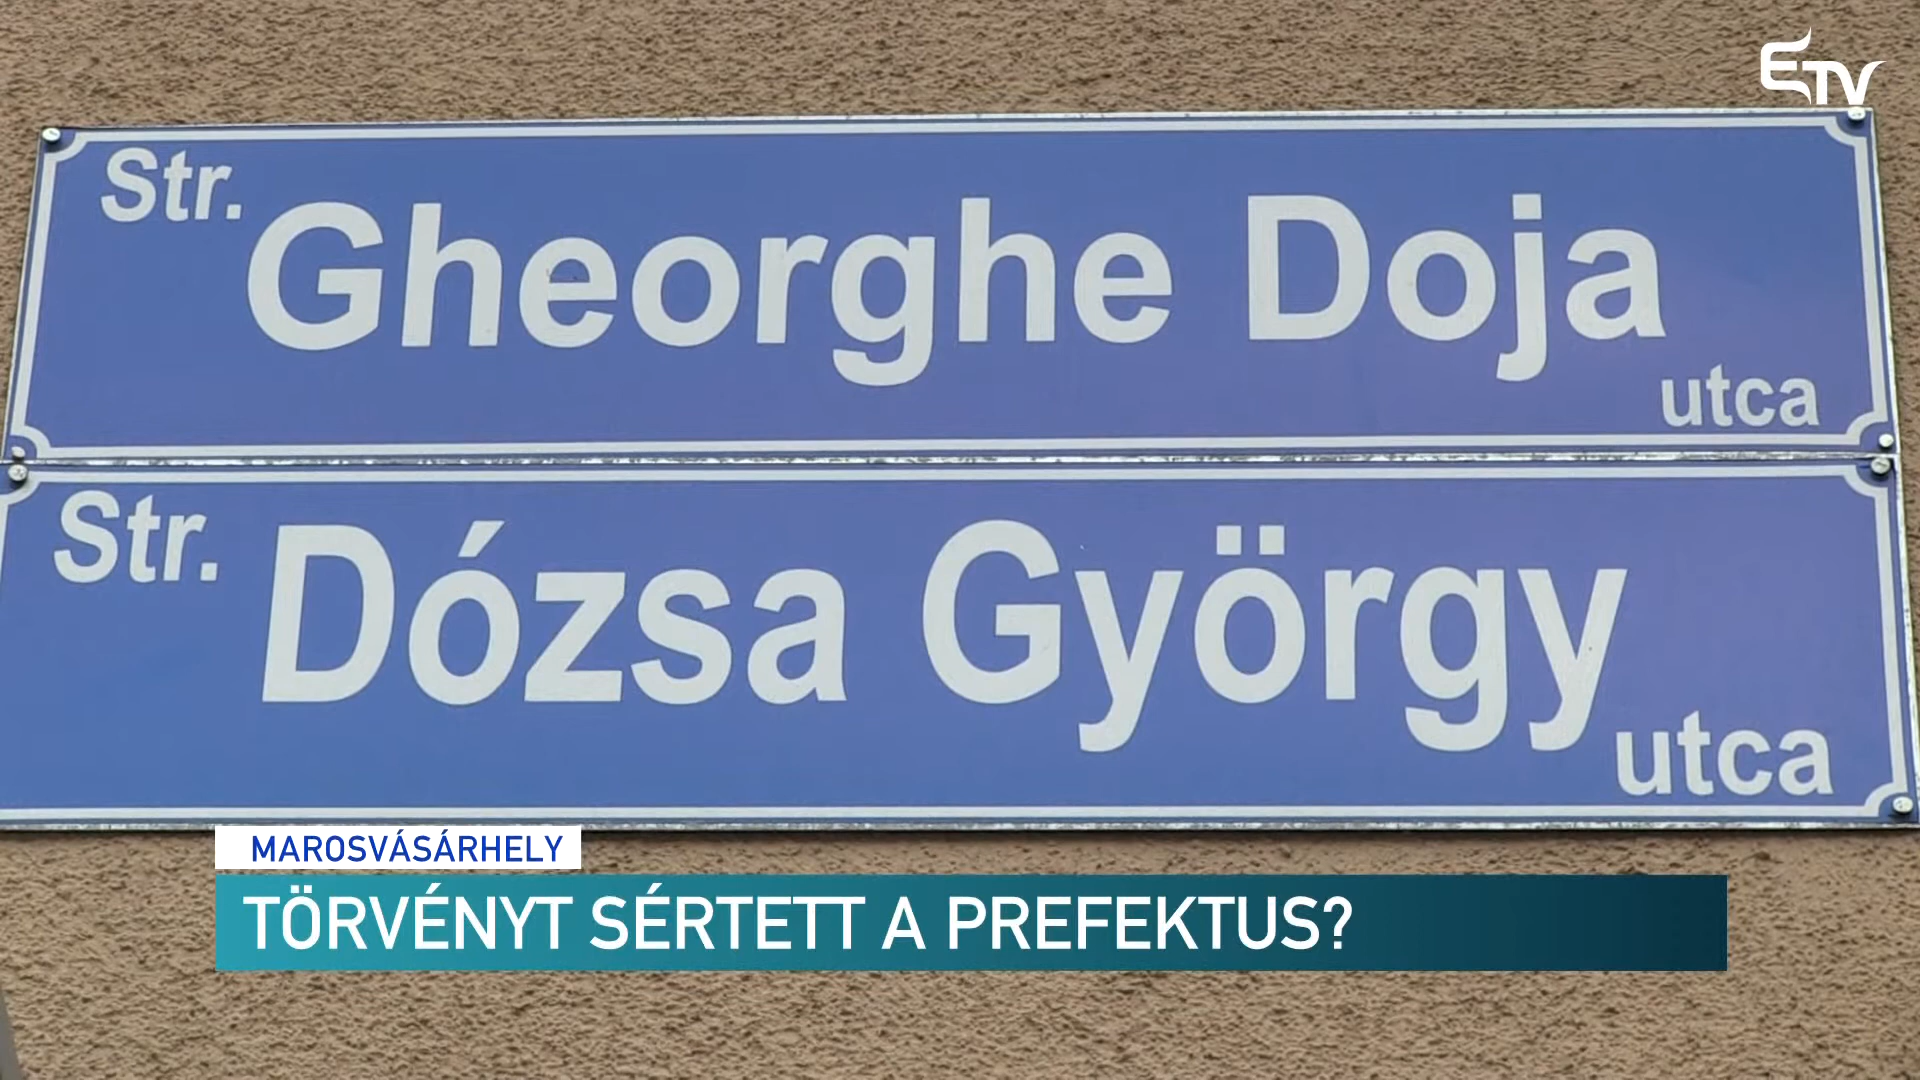 ETV
Str. Gheorghe Doja utca
Str. Dózsa György utca
MAROSVÁSÁRHELY
TÖRVÉNYT SÉRTETT A PREFEKTUS?